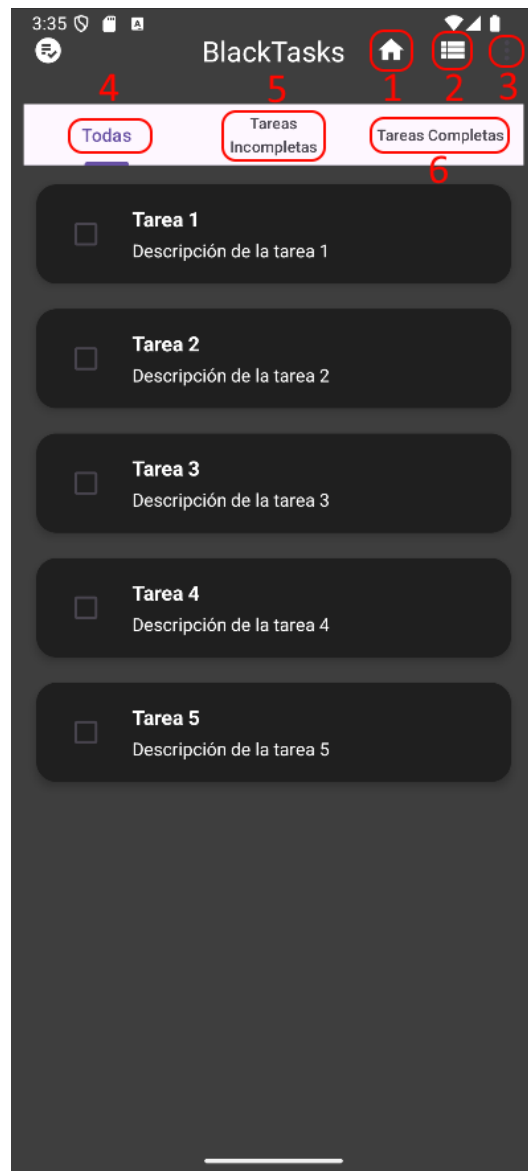 3:35
BlackTasks
1 2 3
4 5
Todas
Tareas
Incompletas
Tareas Completas
6
Tarea 1
Descripción de la tarea 1
Tarea 2
Descripción de la tarea 2
Tarea 3
Descripción de la tarea 3
Tarea 4
Descripción de la tarea 4
Tarea 5
Descripción de la tarea 5